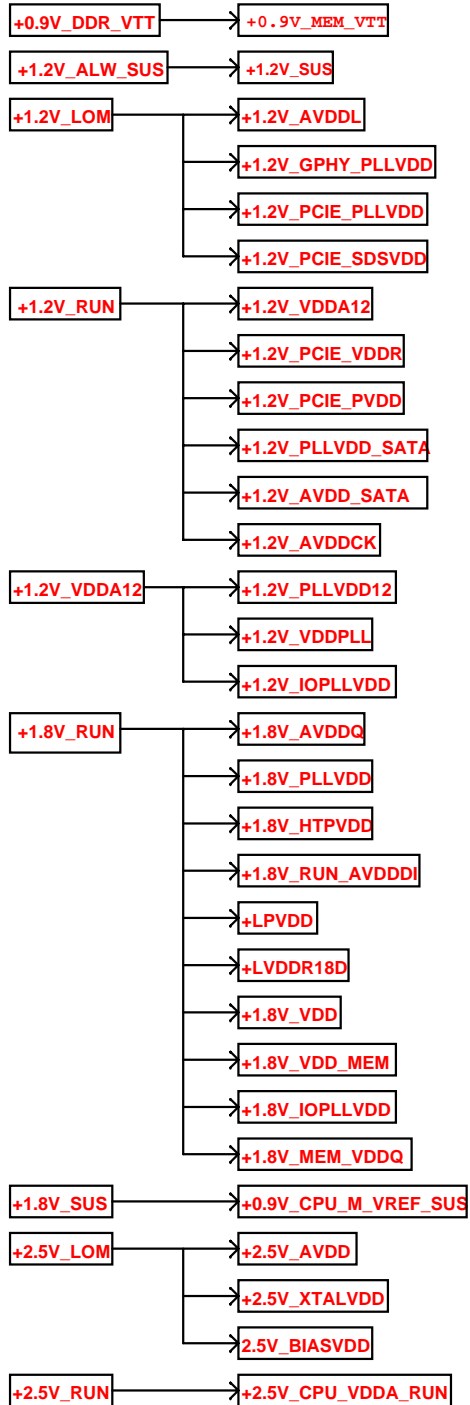 +0.9V_DDR_VTT +0.9V_MEM_VTT
+1.2V_ALW_SUS +1.2V_SUS
+1.2V_LOM +1.2V_AVDDL
+1.2V_GPHY_PLLVDD
+1.2V_PCIE_PLLVDD
+1.2V_PCIE_SDSVDD
+1.2V_RUN +1.2V_VDDA12
+1.2V_PCIE_VDDR
+1.2V_PCIE_PVDD
+1.2V_PLLVDD_SATA
+1.2V_AVDD_SATA
+1.2V_AVDDCK
+1.2V_VDDA12 +1.2V_PLLVDD12
+1.2V_VDDPLL
+1.2V_IOPLLVDD
+1.8V_RUN +1.8V_AVDDQ
+1.8V_PLLVDD
+1.8V_HTPVDD
+1.8V_RUN_AVDDDI
+LPVDD
+LVDDR18D
+1.8V_VDD
+1.8V_VDD_MEM
+1.8V_IOPLLVDD
+1.8V_MEM_VDDQ
+1.8V_SUS +0.9V_CPU_M_VREF_SUS
+2.5V_LOM +2.5V_AVDD
+2.5V_XTALVDD
2.5V_BIASVDD
+2.5V_RUN +2.5V_CPU_VDDA_RUN